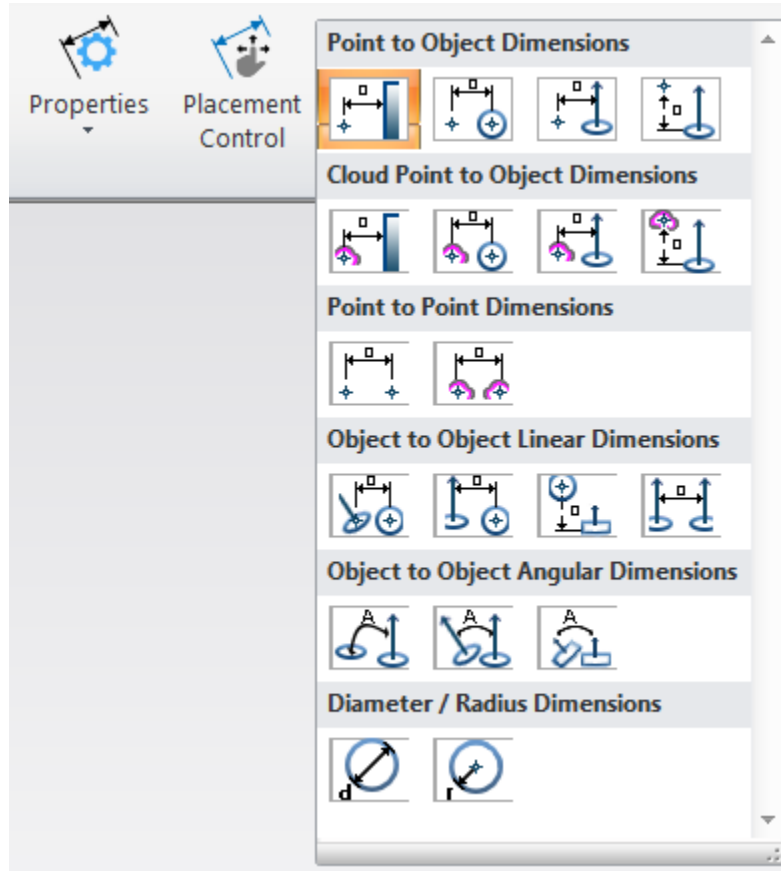 Properties
Placement
Control
Point to Object Dimensions
Cloud Point to Object Dimensions
Point to Point Dimensions
Object to Object Linear Dimensions
Object to Object Angular Dimensions
A
A
A
Diameter / Radius Dimensions
d
r